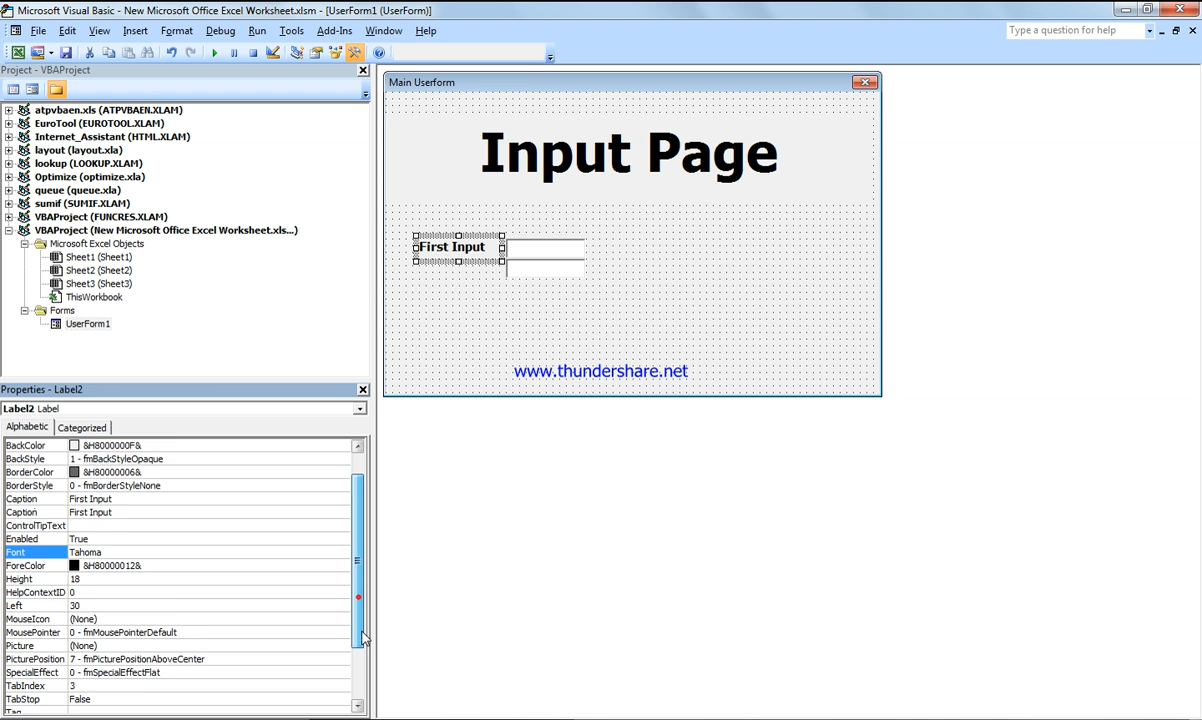 Microsoft Visual Basic - New Microsoft Office Excel Worksheet.xlsm - [UserForm1 (UserForm)]
File Edit View Insert Format Debug Run Tools Add-Ins Window Help
Type a question for help
Project - VBAProject
atpvbaen.xls (ATPVBAEN.XLAM)
EuroTool (EUROTOOL.XLAM)
Internet_Assistant (HTML.XLAM)
layout (layout.xla)
lookup (LOOKUP.XLAM)
Optimize (optimize.xla)
queue (queue.xla)
sumif (SUMIF.XLAM)
VBAProject (FUNCRES.XLAM)
VBAProject (New Microsoft Office Excel Worksheet.xls...)
Microsoft Excel Objects
Sheet1 (Sheet1)
Sheet2 (Sheet2)
Sheet3 (Sheet3)
ThisWorkbook
Forms
UserForm1
Properties - Label2
Label2 Label
Alphabetic Categorized
BackColor &H8000000F&
BackStyle 1 - fmBackStyleOpaque
BorderColor &H80000006&
BorderStyle 0 - fmBorderStyleNone
Caption First Input
Caption First Input
ControlTipText
Enabled True
Font Tahoma
ForeColor &H80000012&
Height 18
HelpContextID 0
Left 30
MouseIcon (None)
MousePointer 0 - fmMousePointerDefault
Picture (None)
PicturePosition 7 - fmPicturePositionAboveCenter
SpecialEffect 0 - fmSpecialEffectFlat
TabIndex 3
TabStop False
Tag
Main Userform
Input Page
First Input
www.thundershare.net